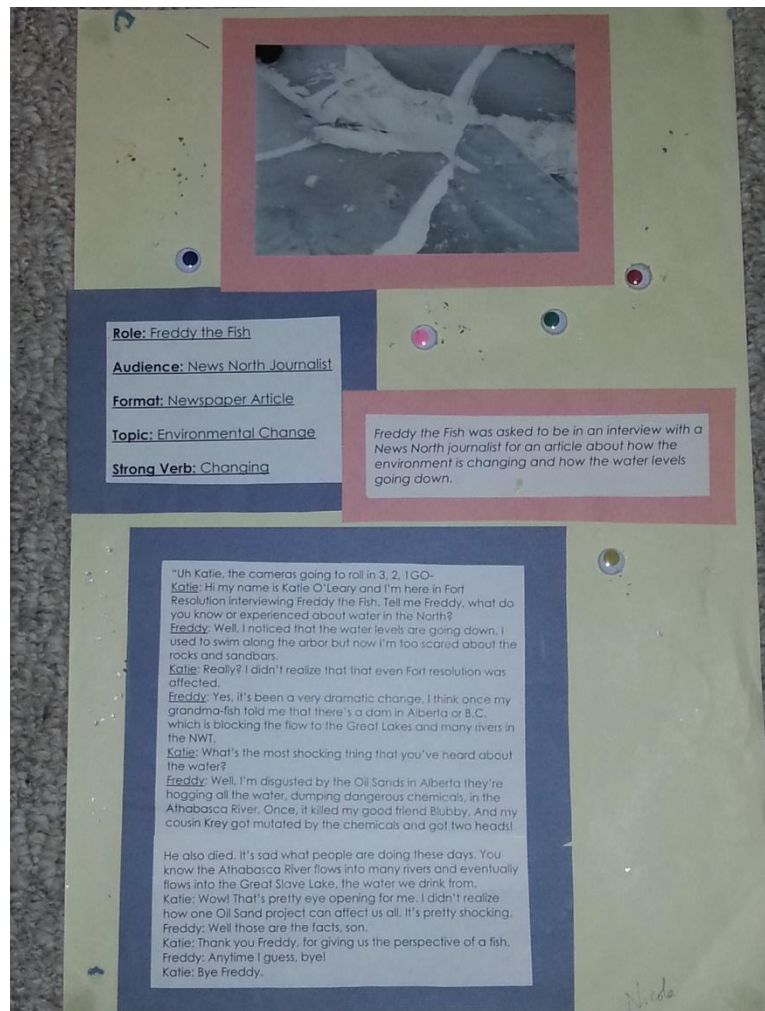 Role: Freddy the Fish
Audience: News North Journalist
Format: Newspaper Article
Topic: Environmental Change
Strong Verb: Changing
Freddy the Fish was asked to be in an interview with a
News North journalist for an article about how the
environment is changing and how the water levels
going down.
"Uh Katie, the cameras going to roll in 3, 2, 1GO-
Katie: Hi my name is Katie O'Leary and I'm here in Fort
Resolution interviewing Freddy the Fish. Tell me Freddy, what do
you know or experienced about water in the North?
Freddy: Well, I noticed that the water levels are going down. I
used to swim along the arbor but now i'm too scared about the
rocks and sandbars.
Katie: Really? I didn't realize that that even Fort resolution was
affected.
Freddy: Yes, it's been a very dramatic change. I think once my
grandma-fish told me that there's a dam in Alberta or B.C.
which is blocking the flow to the Great Lakes and many rivers in
the NWT.
Katie: What's the most shocking thing that you've heard about
the water?
Freddy: Well, I'm disgusted by the Oil Sands in Alberta they're
hogging all the water, dumping dangerous chemicals, in the
Athabasca River. Once, it killed my good friend Blubby. And my
cousin Krey got mutated by the chemicals and got two heads!
He also died. It's sad what people are doing these days. You
know the Athabasca River flows into many rivers and eventually
flows into the Great Slave Lake, the water we drink from.
Katie: Wow! That's pretty eye opening for me. I didn't realize
how one Oil Sand project can affect us all. It's pretty shocking.
Freddy: Well those are the facts, son.
Katie: Thank you Freddy, for giving us the perspective of a fish.
Freddy: Anytime I guess, bye!
Katie: Bye Freddy.
Nicole